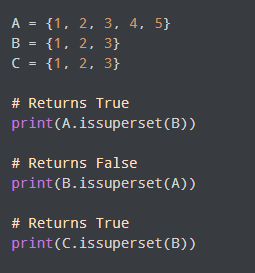 A = {1, 2, 3, 4, 5}
B = {1, 2, 3}
C = {1, 2, 3}
# Returns True
print(A.issuperset(B))
# Returns False
print(B.issuperset(A))
# Returns True
print(C.issuperset(B))